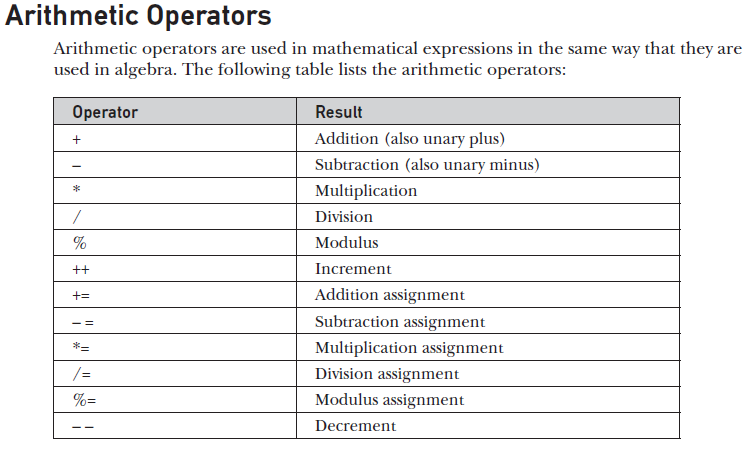 Arithmetic Operators
Arithmetic operators are used in mathematical expressions in the same way that they are
used in algebra. The following table lists the arithmetic operators:
Operator Result
+ Addition (also unary plus)
– Subtraction (also unary minus)
* Multiplication
/ Division
% Modulus
++ Increment
+= Addition assignment
–= Subtraction assignment
*= Multiplication assignment
/= Division assignment
%= Modulus assignment
–– Decrement